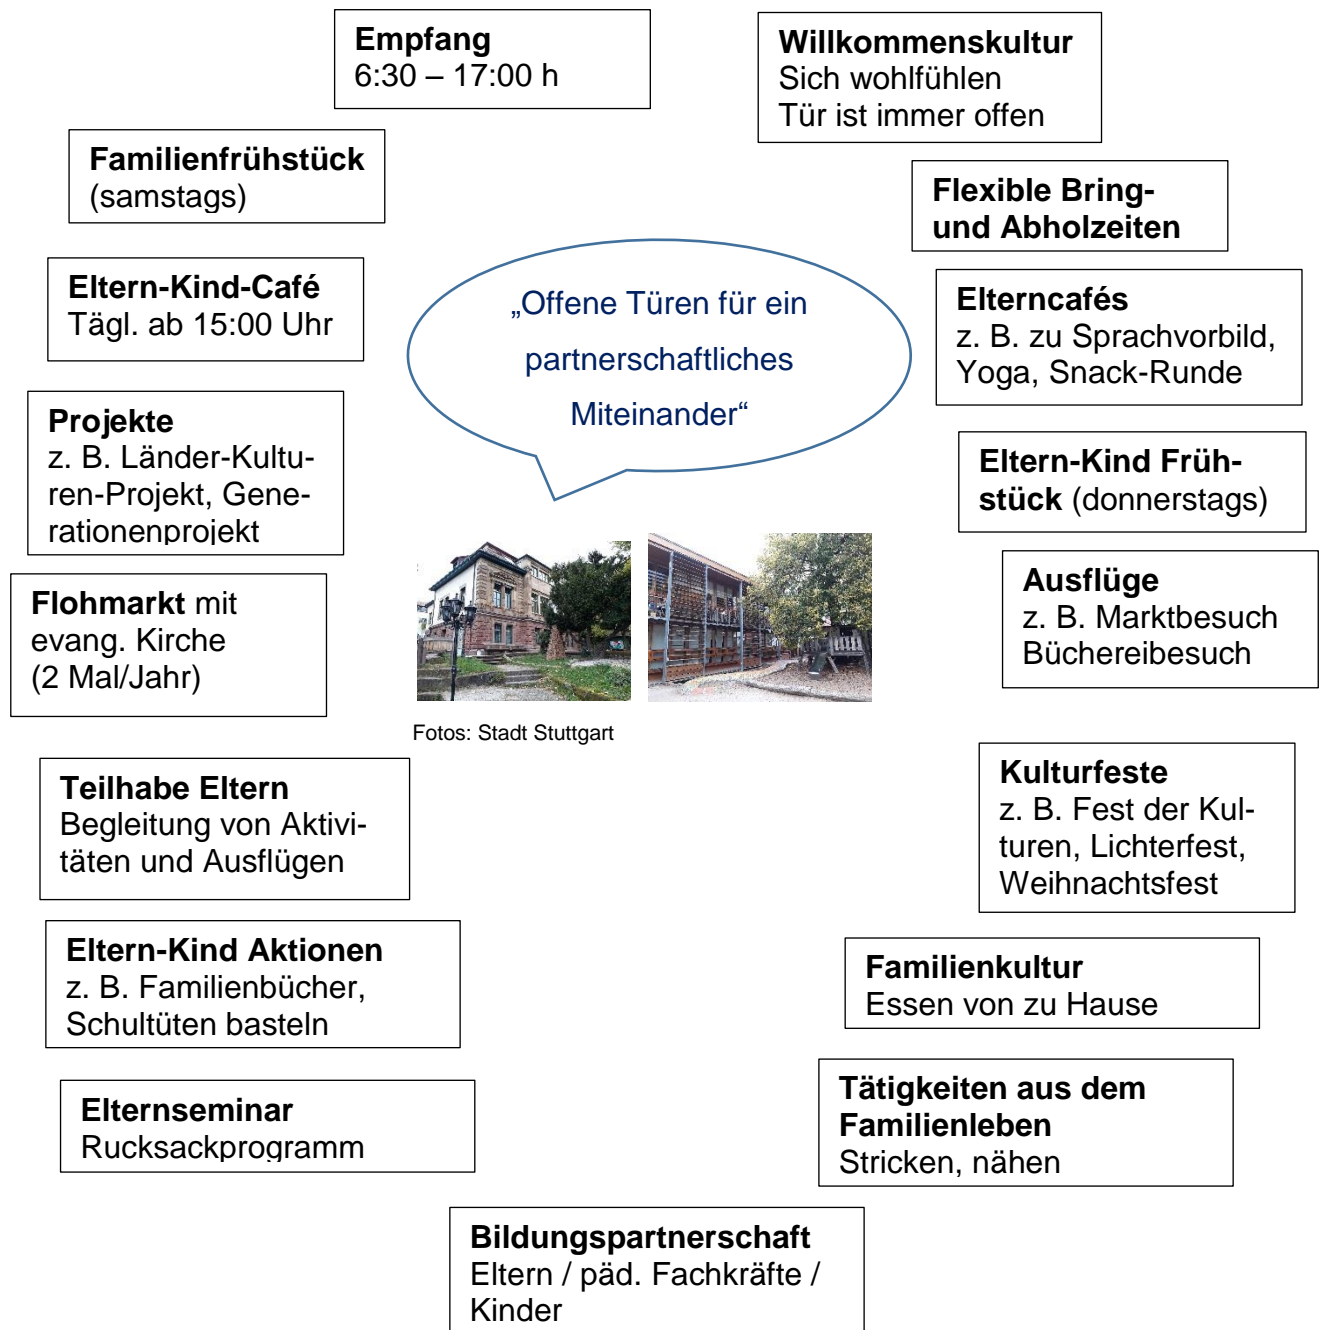 Empfang
6:30 – 17:00 h
Willkommenskultur
Sich wohlfühlen
Tür ist immer offen
Familienfrühstück
(samstags)
Flexible Bring-
und Abholzeiten
Eltern-Kind-Café
Tägl. ab 15:00 Uhr
„Offene Türen für ein
partnerschaftliches
Miteinander“
Elterncafés
z. B. zu Sprachvorbild,
Yoga, Snack-Runde
Projekte
z. B. Länder-Kultu-
ren-Projekt, Gene-
rationenprojekt
Eltern-Kind Früh-
stück (donnerstags)
Flohmarkt mit
evang. Kirche
(2 Mal/Jahr)
Ausflüge
z. B. Marktbesuch
Büchereibesuch
Fotos: Stadt Stuttgart
Teilhabe Eltern
Begleitung von Aktivi-
täten und Ausflügen
Kulturfeste
z. B. Fest der Kul-
turen, Lichterfest,
Weihnachtsfest
Eltern-Kind Aktionen
z. B. Familienbücher,
Schultüten basteln
Familienkultur
Essen von zu Hause
Elternseminar
Rucksackprogramm
Tätigkeiten aus dem
Familienleben
Stricken, nähen
Bildungspartnerschaft
Eltern / päd. Fachkräfte /
Kinder